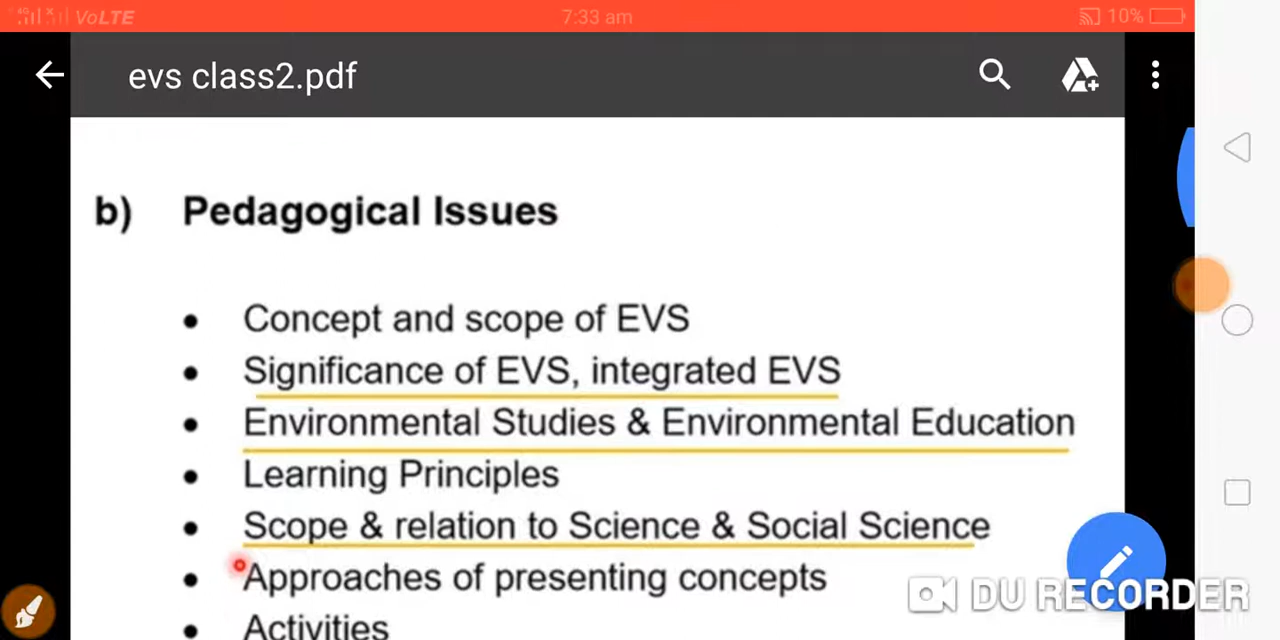 4G VoLTE 7:33 am 10%
evs class2.pdf
b) Pedagogical Issues
• Concept and scope of EVS
• Significance of EVS, integrated EVS
• Environmental Studies & Environmental Education
• Learning Principles
• Scope & relation to Science & Social Science
• Approaches of presenting concepts
• Activities
DU RECORDER